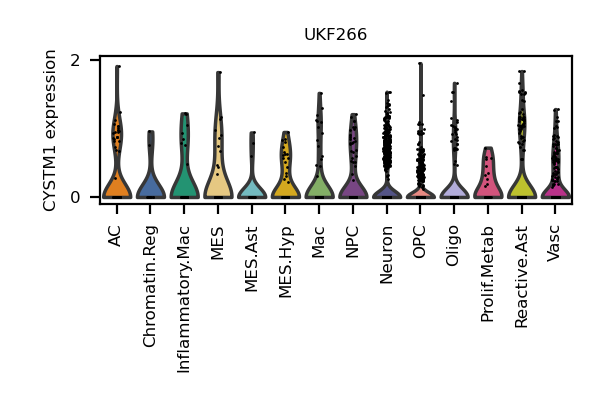 UKF266
CYSTM1 expression
2
0
AC
Chromatin.Reg
Inflammatory.Mac
MES
MES.Ast
MES.Hyp
Mac
NPC
Neuron
OPC
Oligo
Prolif.Metab
Reactive.Ast
Vasc